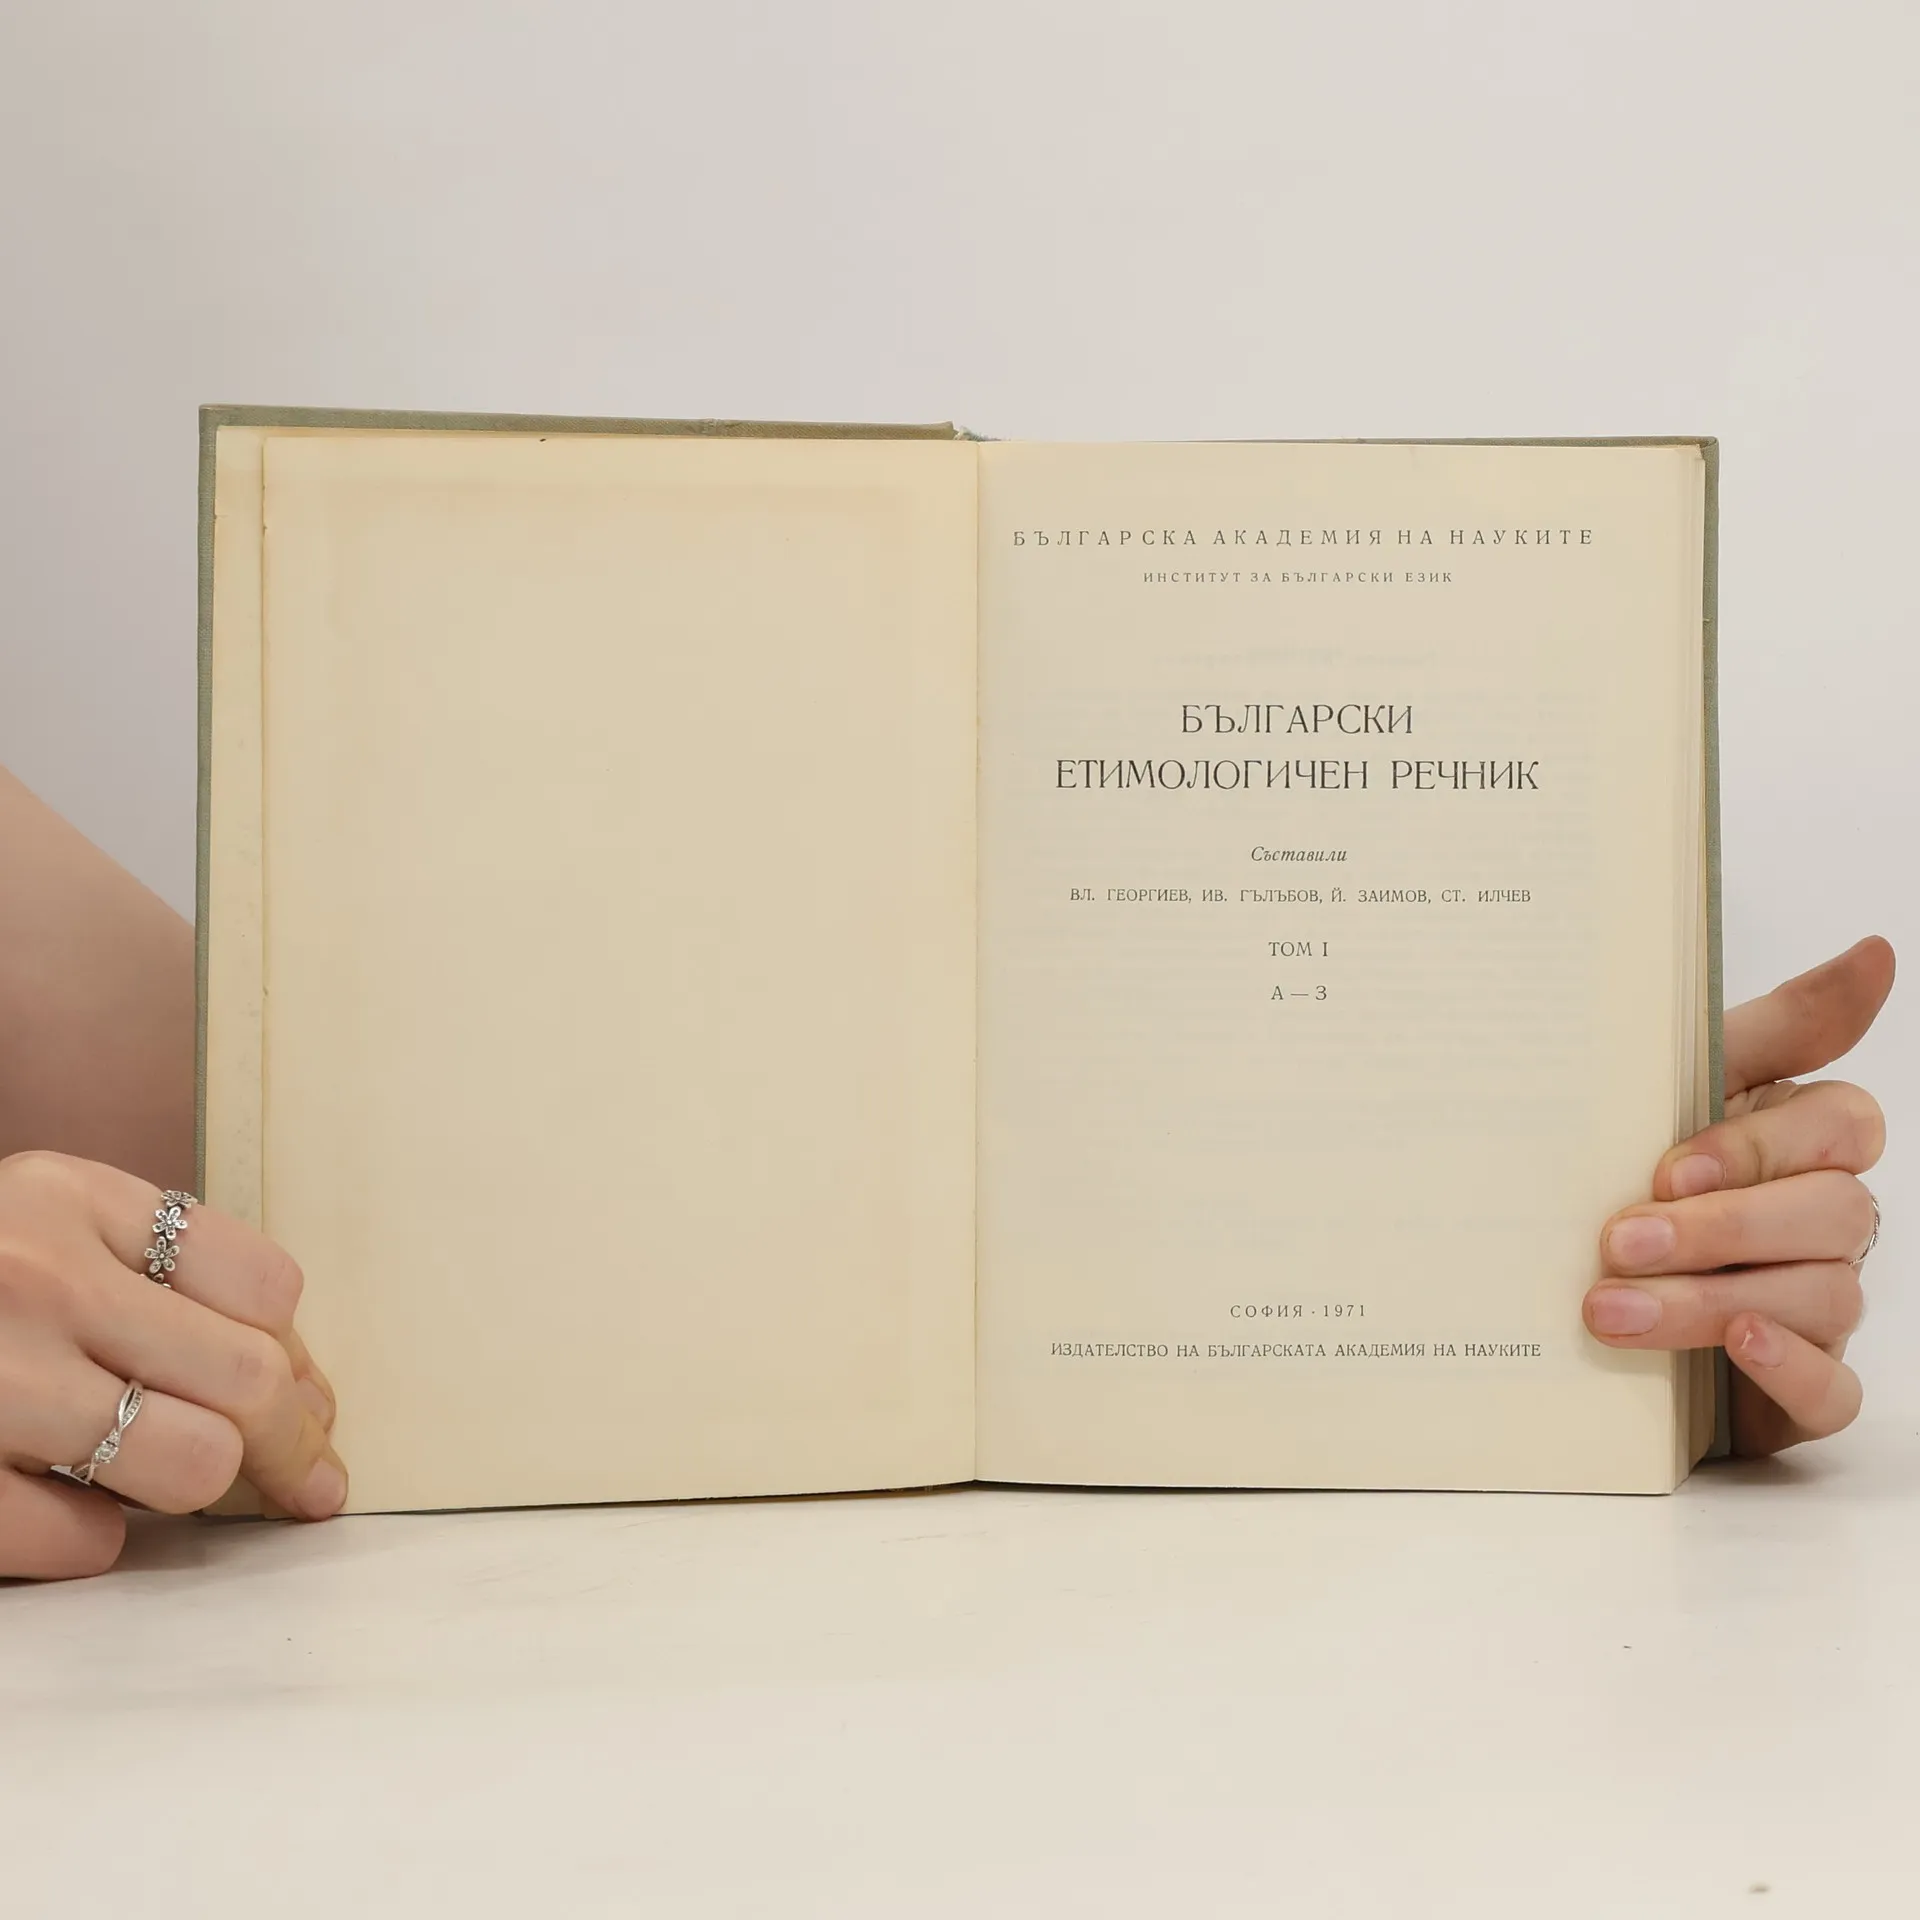 БЪЛГАРСКА АКАДЕМИЯ НА НАУКИТЕ
ИНСТИТУТ ЗА БЪЛГАРСКИ ЕЗИК
БЪЛГАРСКИ
ЕТИМОЛОГИЧЕН РЕЧНИК
Съставили
ВЛ. ГЕОРГИЕВ, ИВ. ГЪЛЪБОВ, Й. ЗАИМОВ, СТ. ИЛЧЕВ
ТОМ I
А — З
СОФИЯ · 1971
ИЗДАТЕЛСТВО НА БЪЛГАРСКАТА АКАДЕМИЯ НА НАУКИТЕ